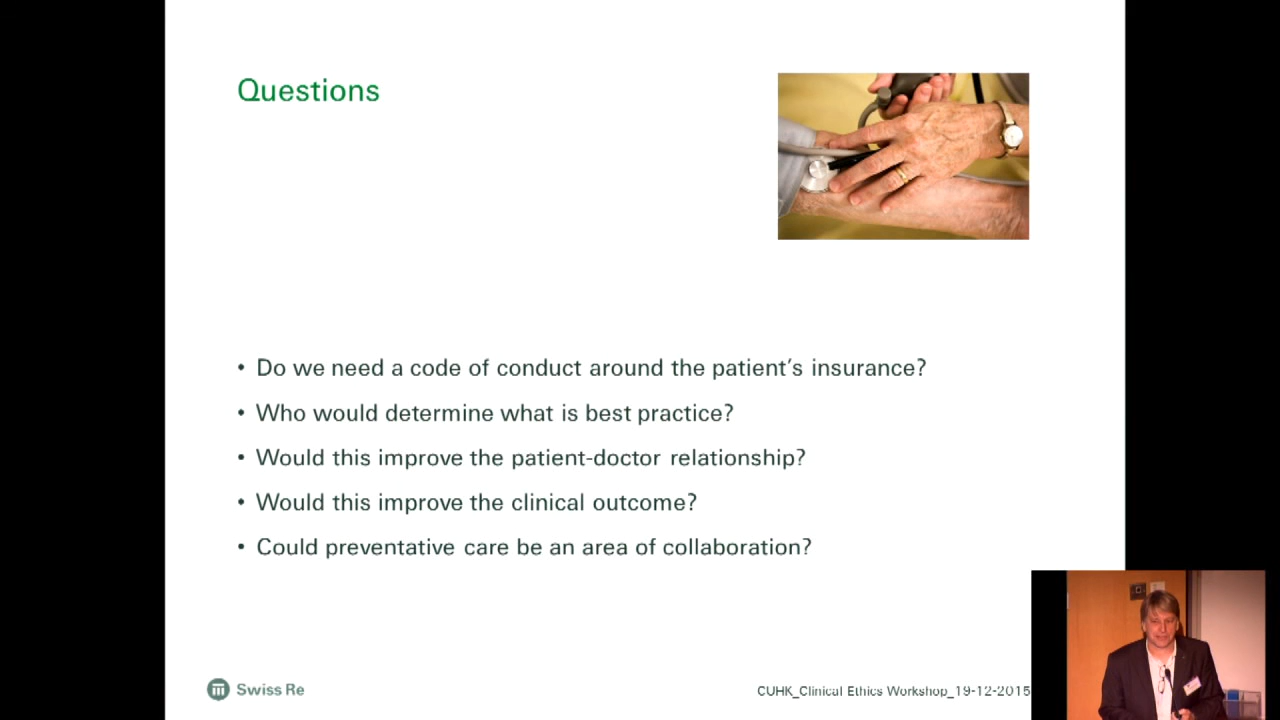 Questions
• Do we need a code of conduct around the patient’s insurance?
• Who would determine what is best practice?
• Would this improve the patient-doctor relationship?
• Would this improve the clinical outcome?
• Could preventative care be an area of collaboration?
Swiss Re
CUHK_Clinical Ethics Workshop_19-12-2015